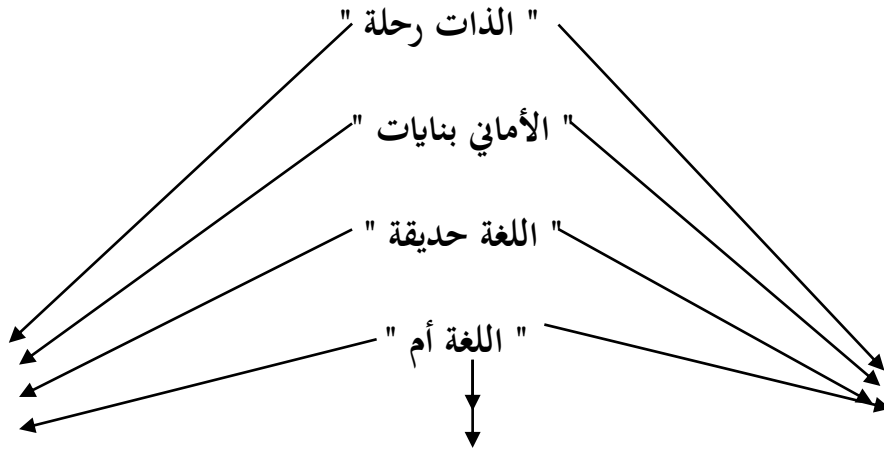 " الذات رحلة "
" الأماني بنايات "
" اللغة حديقة "
" اللغة أم "